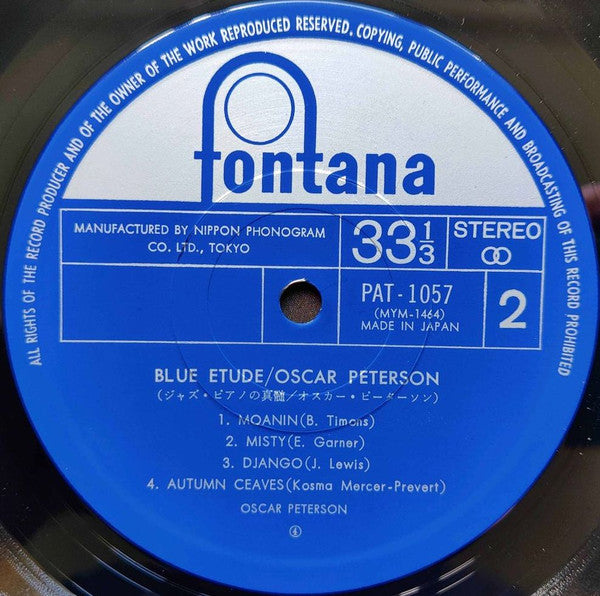 ALL RIGHTS OF THE RECORD PRODUCER AND OF THE OWNER OF THE WORK REPRODUCED RESERVED. COPYING, PUBLIC PERFORMANCE AND BROADCASTING OF THIS RECORD PROHIBITED
fontana
MANUFACTURED BY NIPPON PHONOGRAM
CO. LTD., TOKYO
33 1/3
STEREO
PAT-1057
(MYM-1464)
MADE IN JAPAN
2
BLUE ETUDE/OSCAR PETERSON
(ジャズ・ピアノの真髄/オスカー・ピーターソン)
1. MOANIN(B. Timons)
2. MISTY(E. Garner)
3. DJANGO(J. Lewis)
4. AUTUMN CEAVES(Kosma Mercer-Prevert)
OSCAR PETERSON